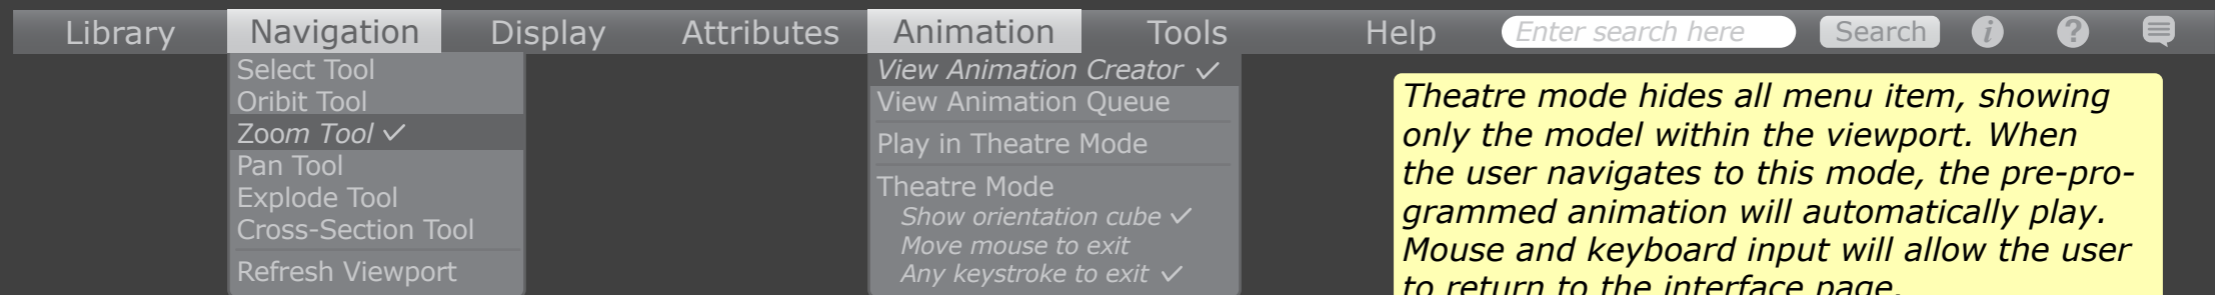 Library Navigation Display Attributes Animation Tools Help Enter search here Search i ?
Select Tool
Oribit Tool
Zoom Tool ✓
Pan Tool
Explode Tool
Cross-Section Tool
Refresh Viewport
View Animation Creator ✓
View Animation Queue
Play in Theatre Mode
Theatre Mode
Show orientation cube ✓
Move mouse to exit
Any keystroke to exit ✓
Theatre mode hides all menu item, showing
only the model within the viewport. When
the user navigates to this mode, the pre-pro-
grammed animation will automatically play.
Mouse and keyboard input will allow the user
to return to the interface page.